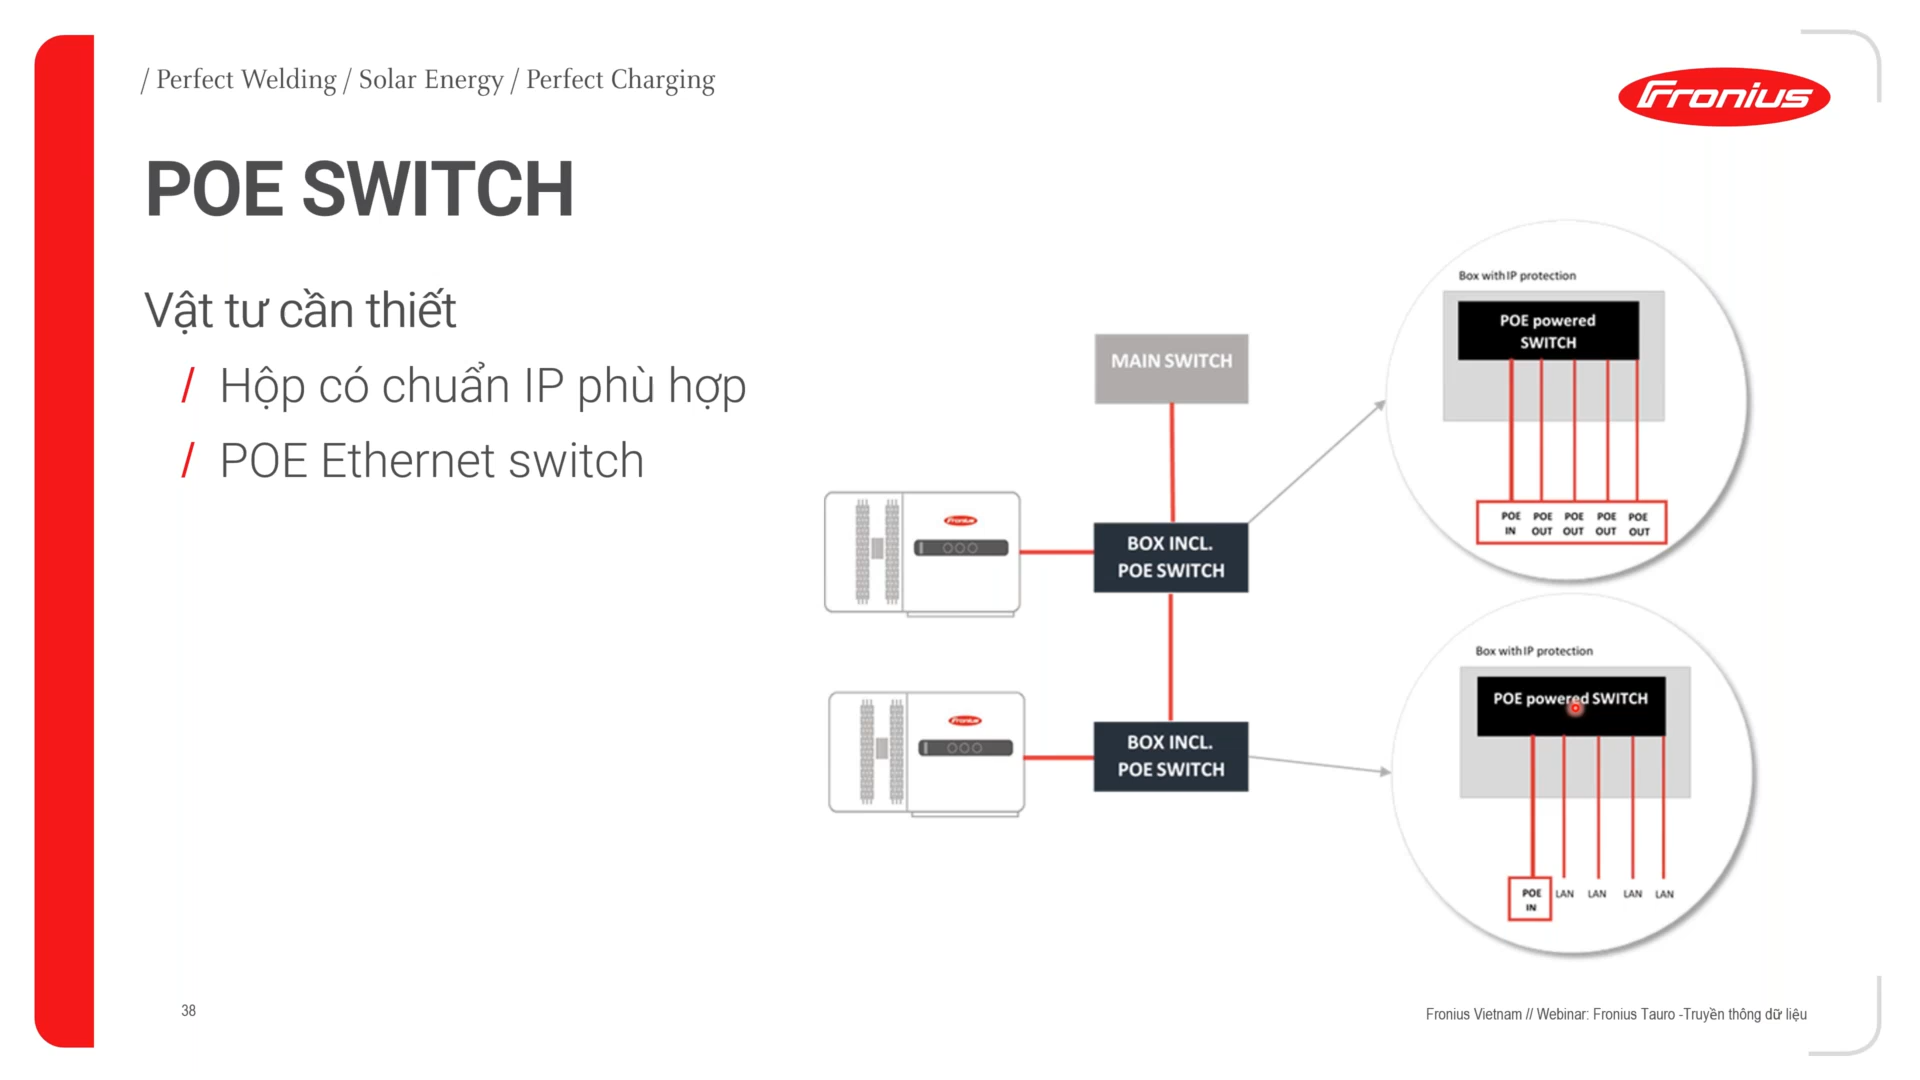 / Perfect Welding / Solar Energy / Perfect Charging
Fronius
POE SWITCH
Vật tư cần thiết
/ Hộp có chuẩn IP phù hợp
/ POE Ethernet switch
MAIN SWITCH
Fronius
BOX INCL.
POE SWITCH
Fronius
BOX INCL.
POE SWITCH
Box with IP protection
POE powered
SWITCH
POE POE POE POE POE
IN OUT OUT OUT OUT
Box with IP protection
POE powered SWITCH
POE LAN LAN LAN LAN
IN
38
Fronius Vietnam // Webinar: Fronius Tauro -Truyền thông dữ liệu